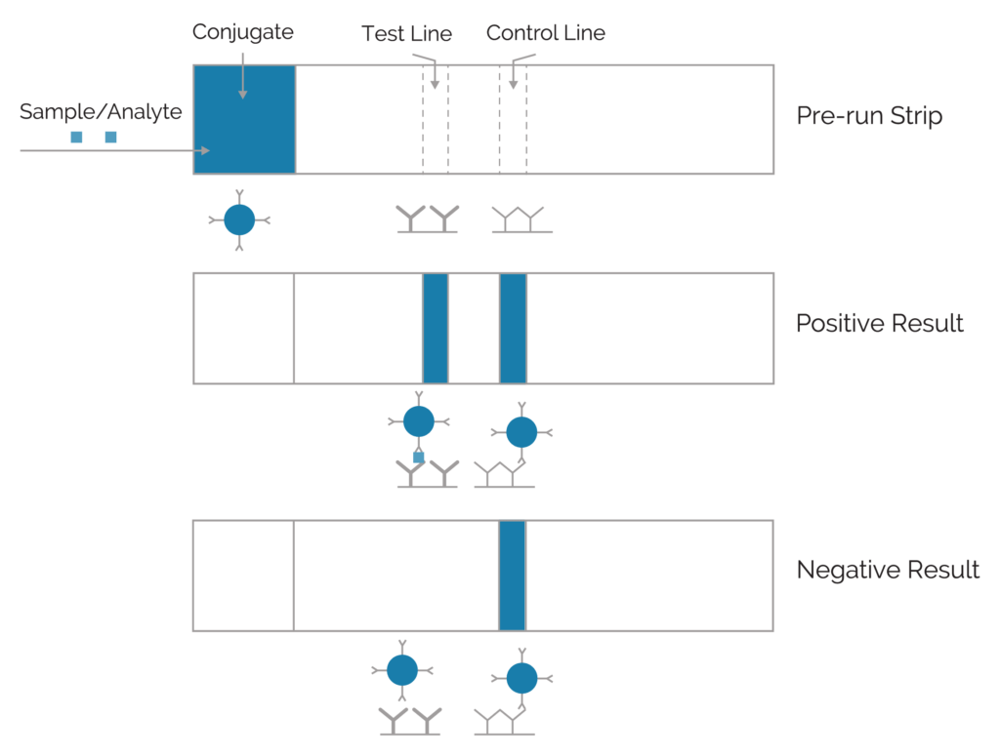 Conjugate
Test Line
Control Line
Sample/Analyte
Pre-run Strip
Positive Result
Negative Result